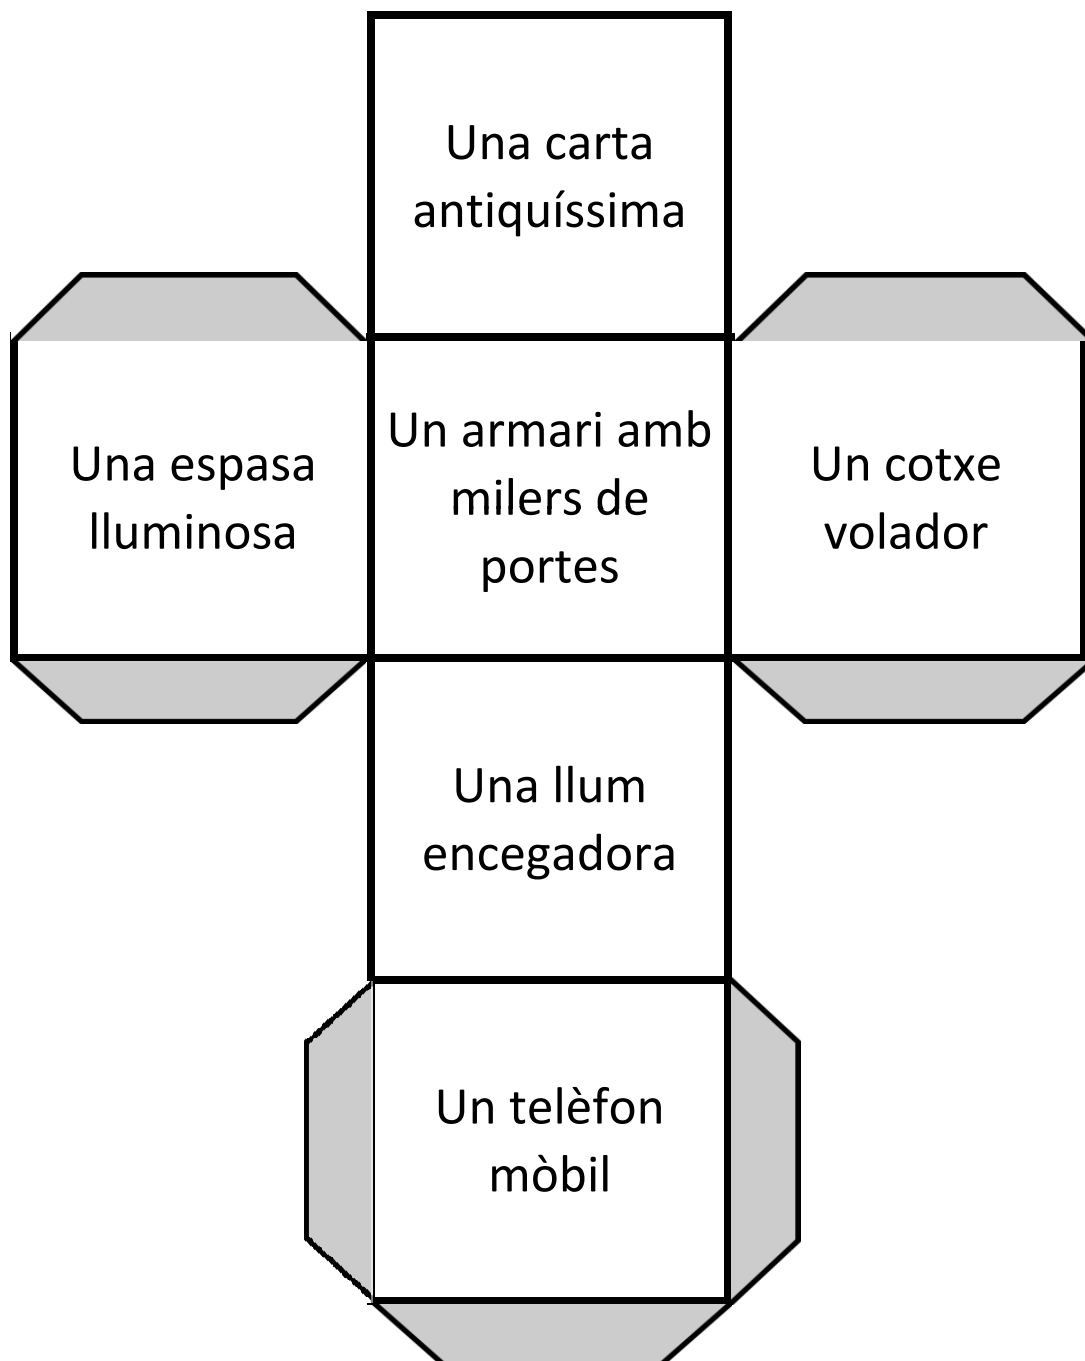 Una carta
antiquíssima
Una espasa
lluminosa
Un armari amb
milers de
portes
Un cotxe
volador
Una llum
encegadora
Un telèfon
mòbil